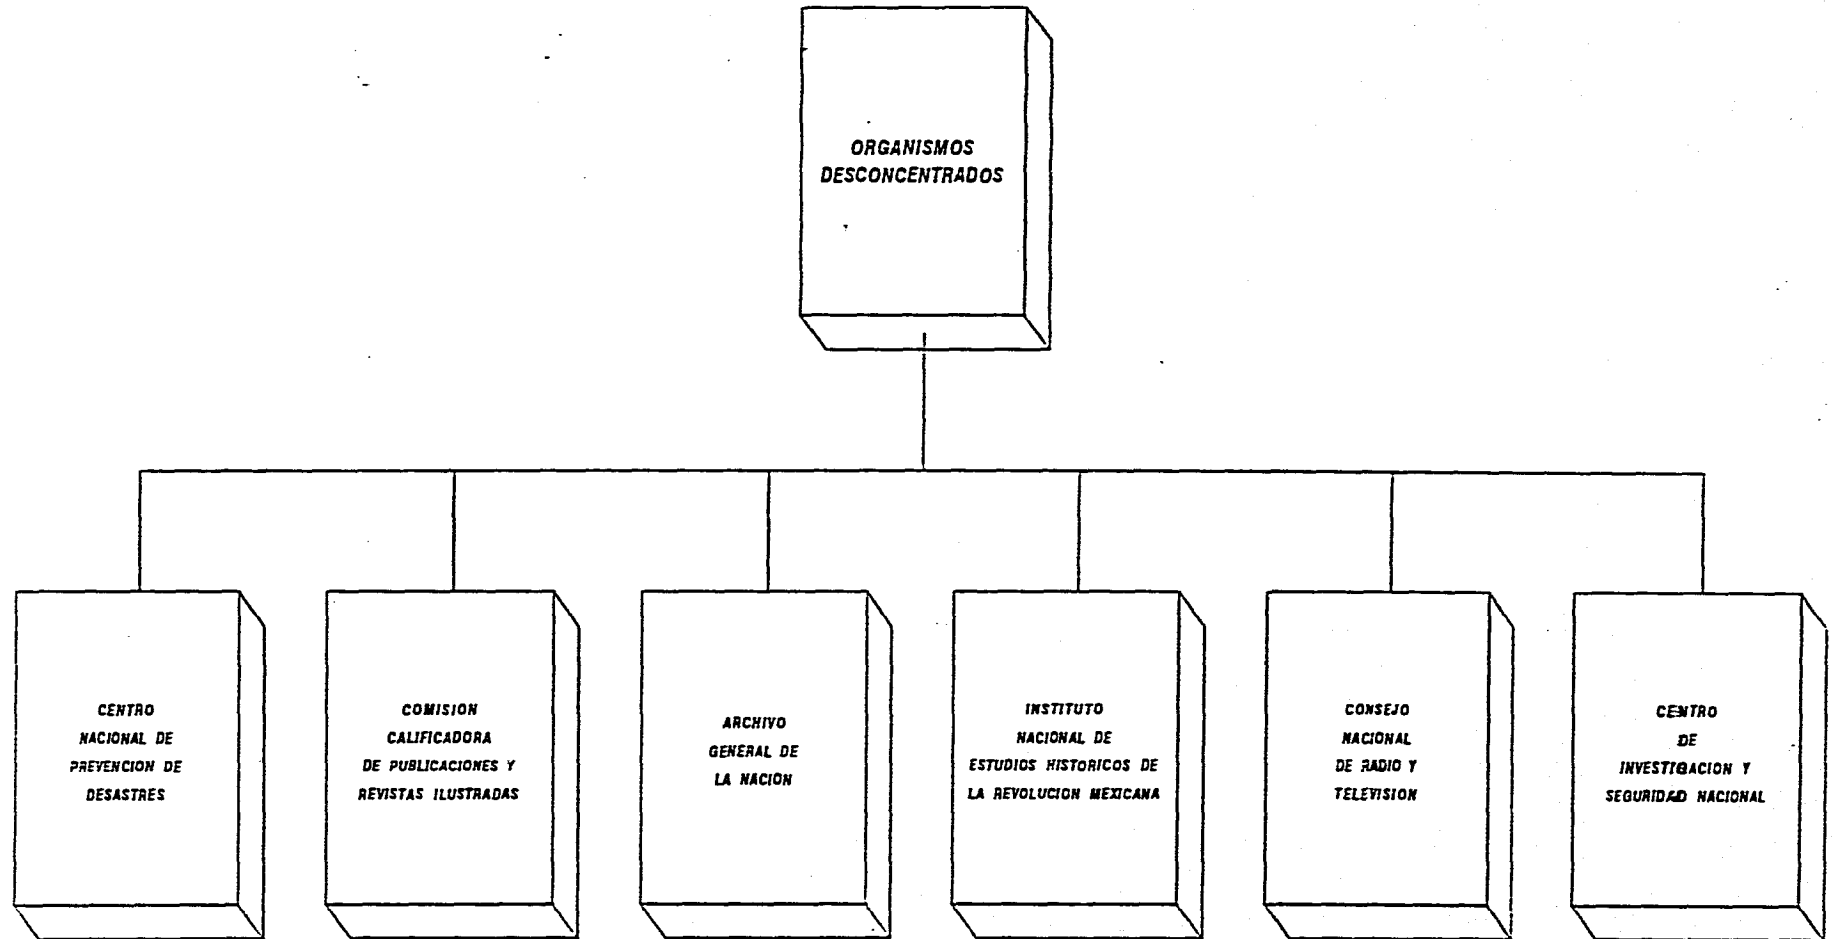 ORGANISMOS
DESCONCENTRADOS
CENTRO
NACIONAL DE
PREVENCION DE
DESASTRES
COMISION
CALIFICADORA
DE PUBLICACIONES Y
REVISTAS ILUSTRADAS
ARCHIVO
GENERAL DE
LA NACION
INSTITUTO
NACIONAL DE
ESTUDIOS HISTORICOS DE
LA REVOLUCION MEXICANA
CONSEJO
NACIONAL
DE RADIO Y
TELEVISION
CENTRO
DE
INVESTIGACION Y
SEGURIDAD NACIONAL